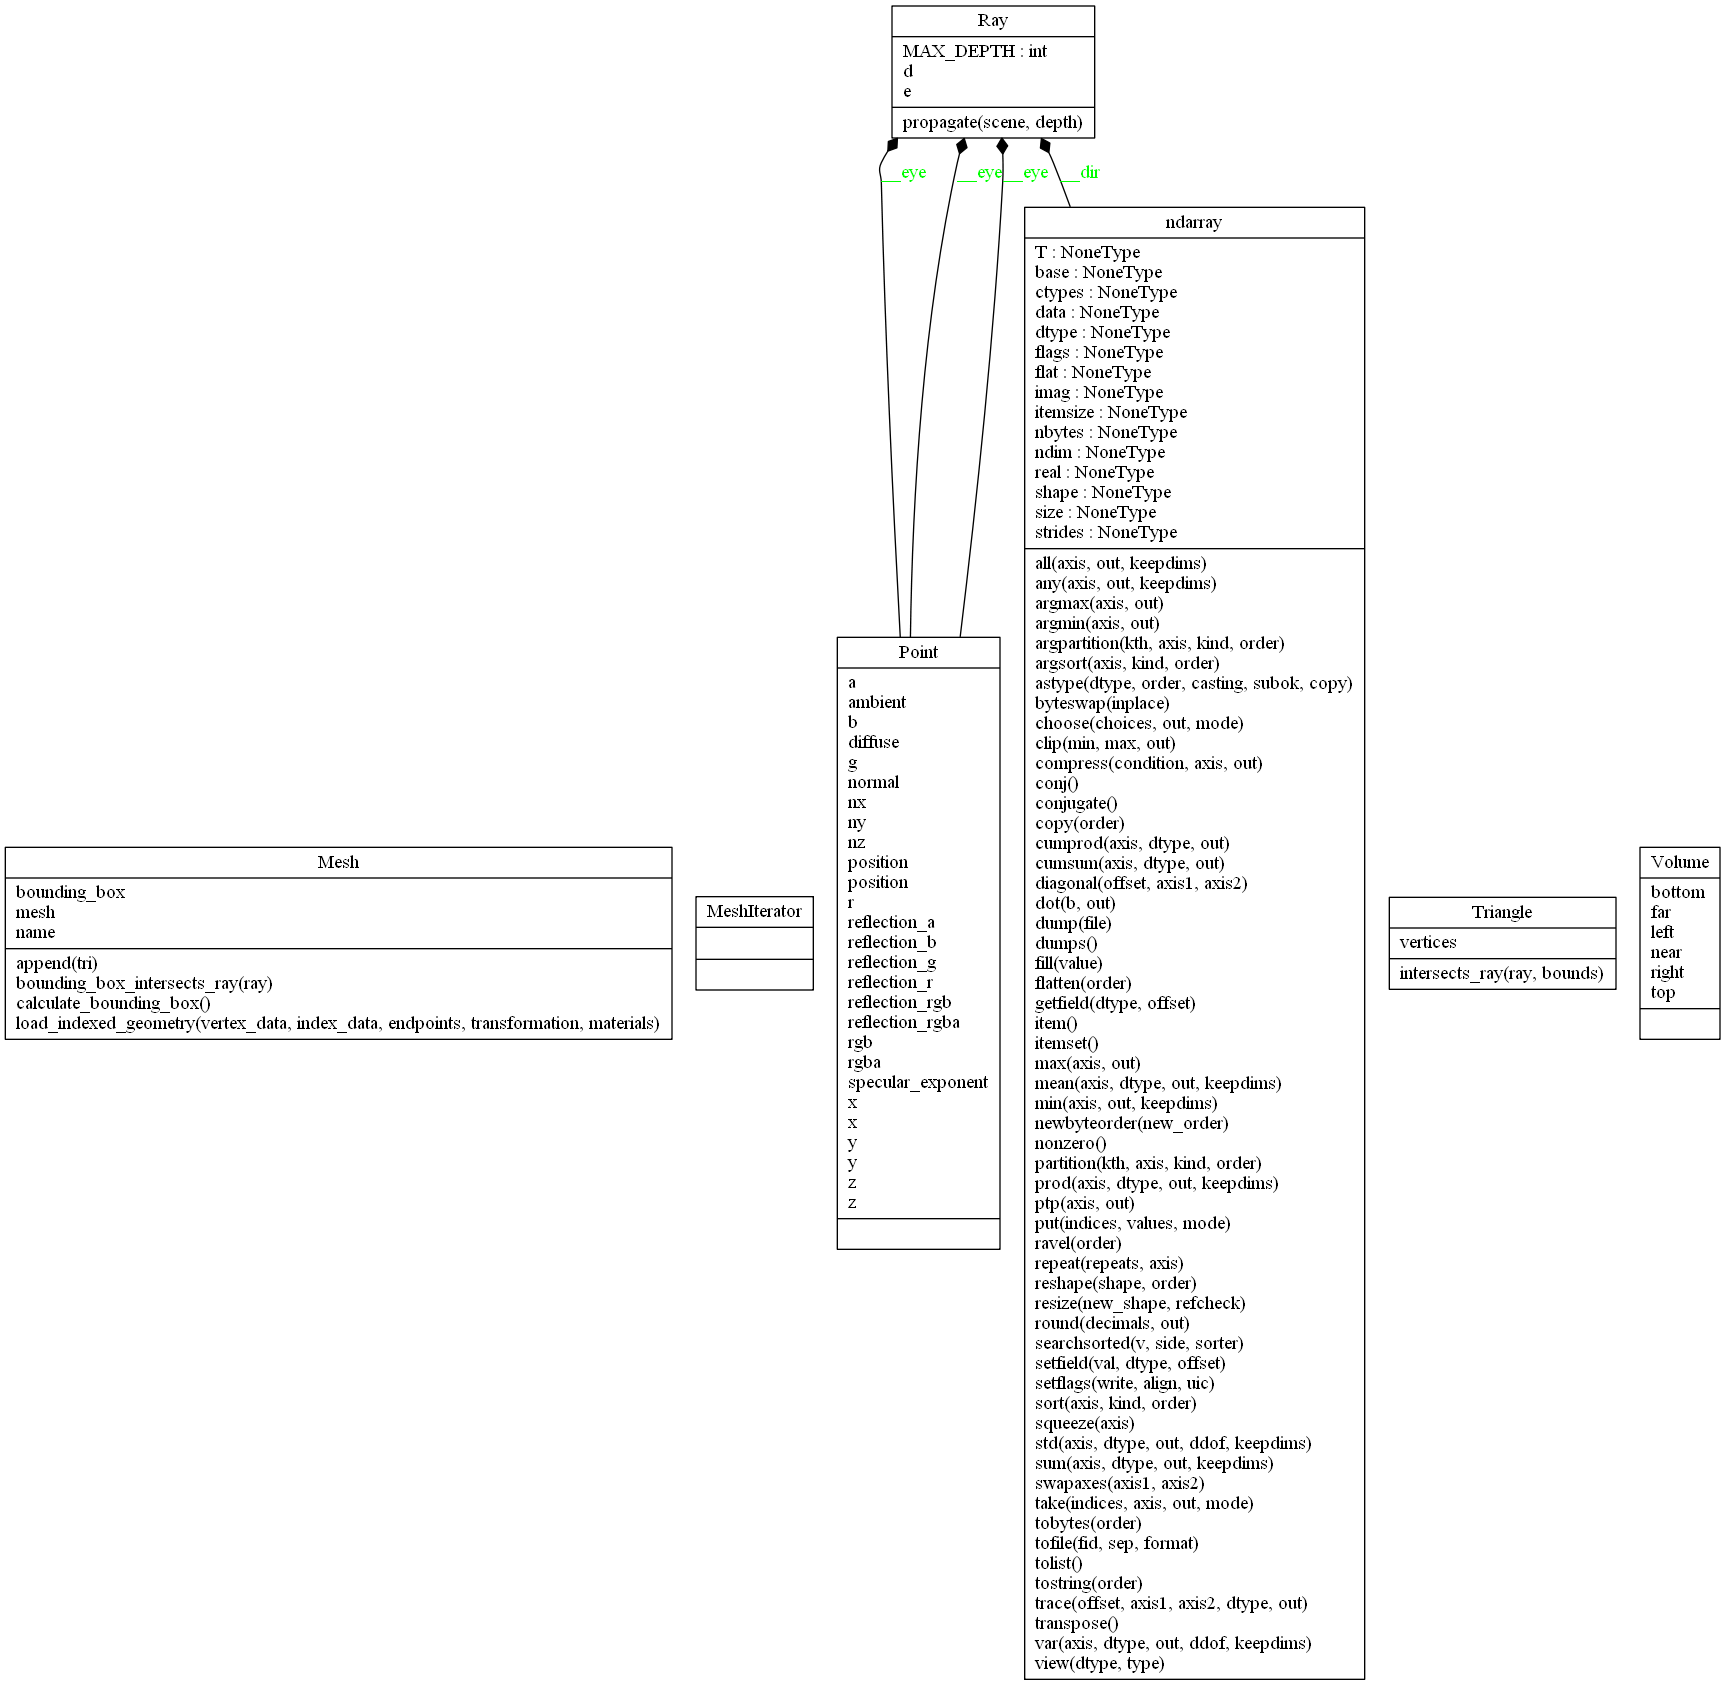 Ray
MAX_DEPTH : int
d
e
propagate(scene, depth)
__eye
__eye
__eye
__dir
ndarray
T : NoneType
base : NoneType
ctypes : NoneType
data : NoneType
dtype : NoneType
flags : NoneType
flat : NoneType
imag : NoneType
itemsize : NoneType
nbytes : NoneType
ndim : NoneType
real : NoneType
shape : NoneType
size : NoneType
strides : NoneType
all(axis, out, keepdims)
any(axis, out, keepdims)
argmax(axis, out)
argmin(axis, out)
argpartition(kth, axis, kind, order)
argsort(axis, kind, order)
astype(dtype, order, casting, subok, copy)
byteswap(inplace)
choose(choices, out, mode)
clip(min, max, out)
compress(condition, axis, out)
conj()
conjugate()
copy(order)
cumprod(axis, dtype, out)
cumsum(axis, dtype, out)
diagonal(offset, axis1, axis2)
dot(b, out)
dump(file)
dumps()
fill(value)
flatten(order)
getfield(dtype, offset)
item()
itemset()
max(axis, out)
mean(axis, dtype, out, keepdims)
min(axis, out, keepdims)
newbyteorder(new_order)
nonzero()
partition(kth, axis, kind, order)
prod(axis, dtype, out, keepdims)
ptp(axis, out)
put(indices, values, mode)
ravel(order)
repeat(repeats, axis)
reshape(shape, order)
resize(new_shape, refcheck)
round(decimals, out)
searchsorted(v, side, sorter)
setfield(val, dtype, offset)
setflags(write, align, uic)
sort(axis, kind, order)
squeeze(axis)
std(axis, dtype, out, ddof, keepdims)
sum(axis, dtype, out, keepdims)
swapaxes(axis1, axis2)
take(indices, axis, out, mode)
tobytes(order)
tofile(fid, sep, format)
tolist()
tostring(order)
trace(offset, axis1, axis2, dtype, out)
transpose()
var(axis, dtype, out, ddof, keepdims)
view(dtype, type)
Point
a
ambient
b
diffuse
g
normal
nx
ny
nz
position
position
r
reflection_a
reflection_b
reflection_g
reflection_r
reflection_rgb
reflection_rgba
rgb
rgba
specular_exponent
x
x
y
y
z
z
Mesh
bounding_box
mesh
name
append(tri)
bounding_box_intersects_ray(ray)
calculate_bounding_box()
load_indexed_geometry(vertex_data, index_data, endpoints, transformation, materials)
MeshIterator
Triangle
vertices
intersects_ray(ray, bounds)
Volume
bottom
far
left
near
right
top